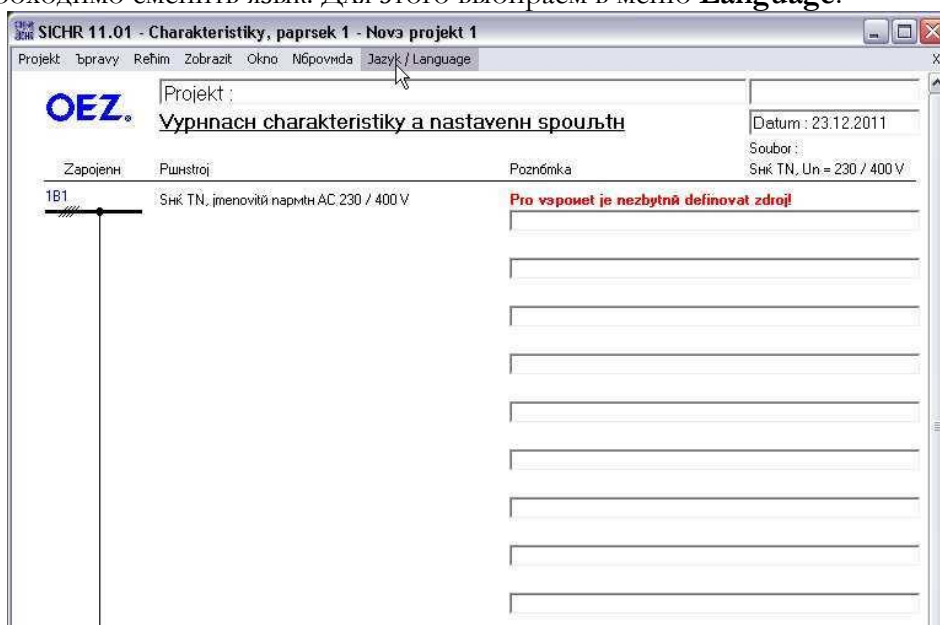 обходимо сменить язык. Для этого выбираем в меню Language.
SICHR 11.01 - Charakteristiky, paprsek 1 - Novэ projekt 1
Projekt Ъpravy Reћim Zobrazit Okno Nбpovмda Jazyk / Language X
OEZ.
Projekt :
Vypнnacн charakteristiky a nastavenн spouљtн
Datum : 23.12.2011
Soubor :
Zapojenн Pшнstroj Poznбmka Sнќ TN, Un = 230 / 400 V
1B1 Sнќ TN, jmenovitй napмtн AC 230 / 400 V Pro vэpoиet je nezbytnй definovat zdroj!